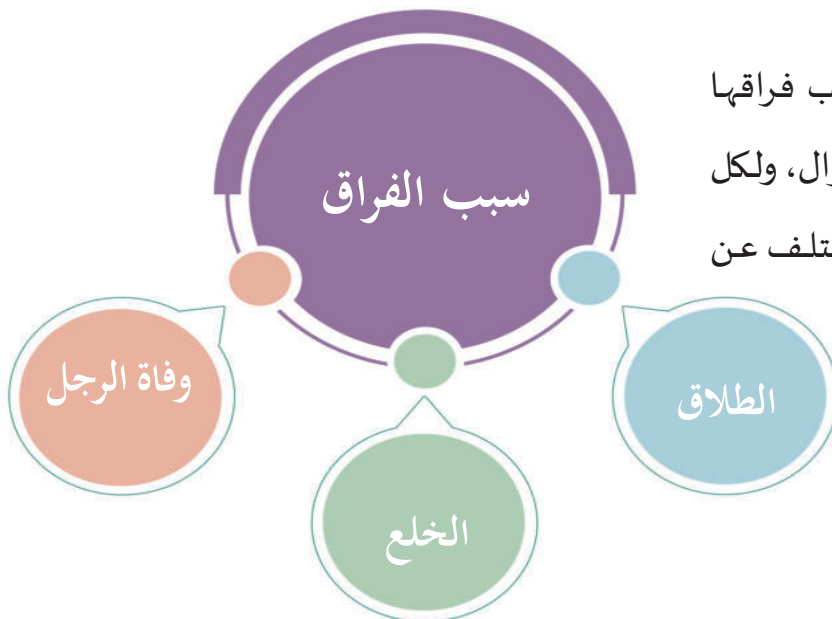 ب فراقها
ال، ولكل
تلف عن
سبب الفراق
الطلاق
الخلع
وفاة الرجل